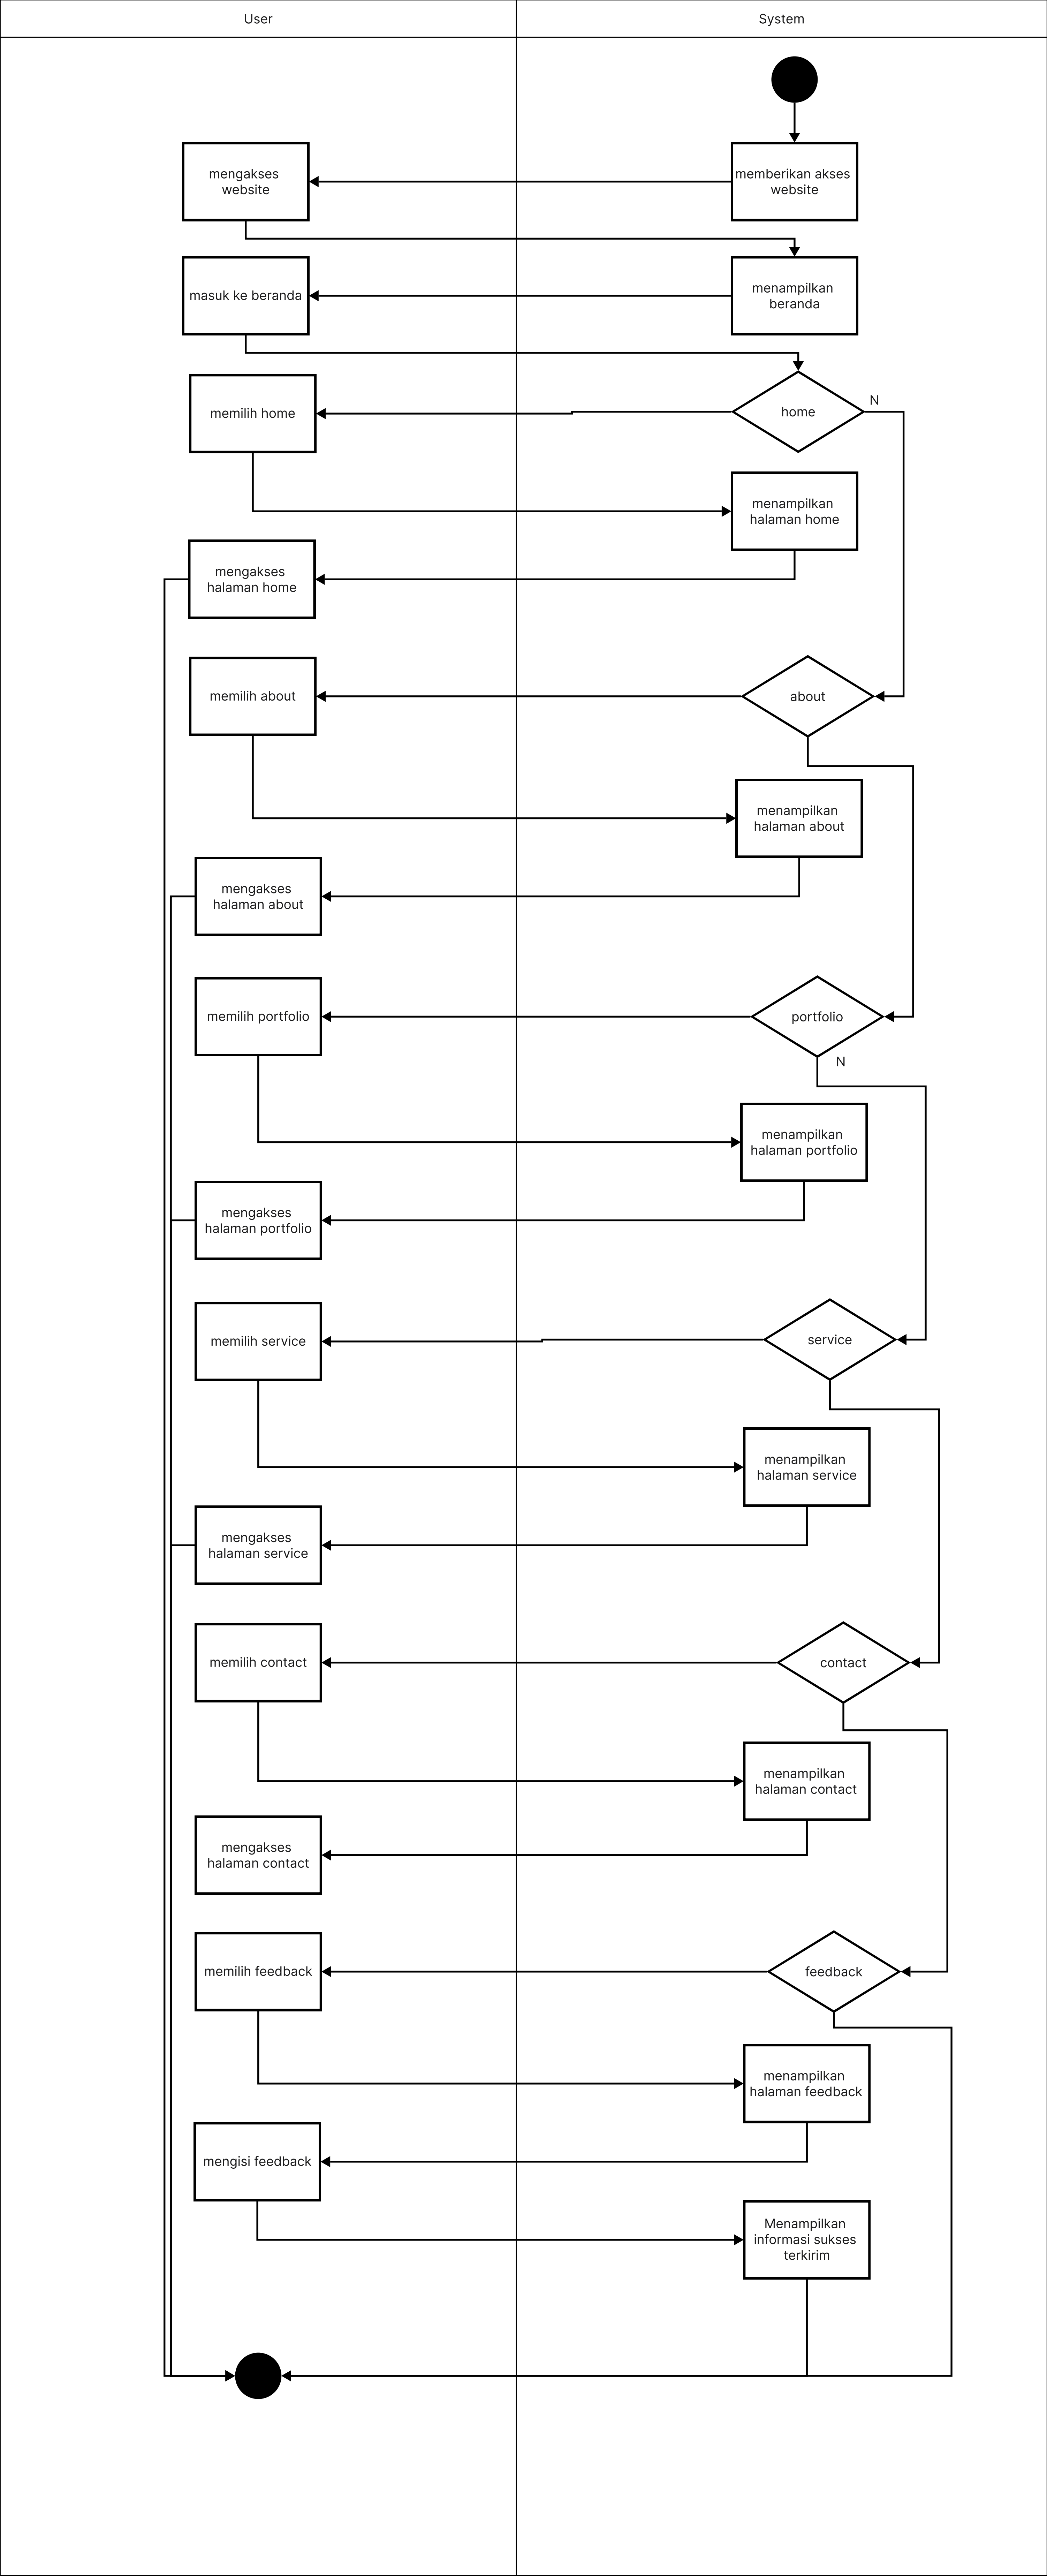 User
System
mengakses
website
memberikan akses
website
masuk ke beranda
menampilkan
beranda
memilih home
home
N
menampilkan
halaman home
mengakses
halaman home
memilih about
about
menampilkan
halaman about
mengakses
halaman about
memilih portfolio
portfolio
N
menampilkan
halaman portfolio
mengakses
halaman portfolio
memilih service
service
menampilkan
halaman service
mengakses
halaman service
memilih contact
contact
menampilkan
halaman contact
mengakses
halaman contact
memilih feedback
feedback
menampilkan
halaman feedback
mengisi feedback
Menampilkan
informasi sukses
terkirim